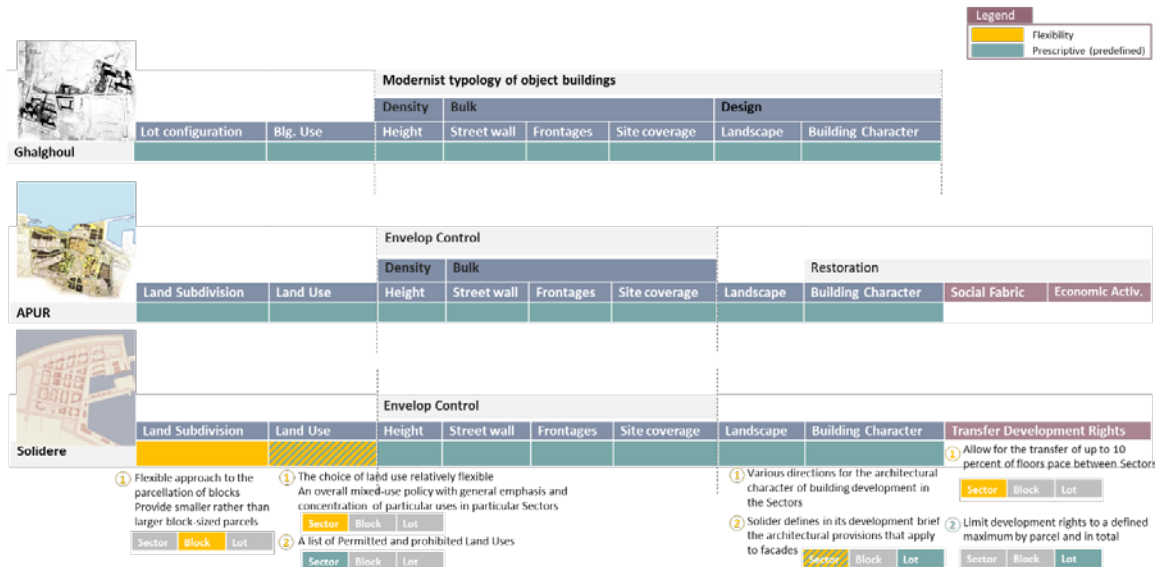 Legend
Flexibility
Prescriptive (predefined)
Modernist typology of object buildings
Density Bulk Design
Lot configuration Blg. Use Height Street wall Frontages Site coverage Landscape Building Character
Ghalghoul
Envelop Control
Density Bulk Restoration
Land Subdivision Land Use Height Street wall Frontages Site coverage Landscape Building Character Social Fabric Economic Activ.
APUR
Envelop Control
Land Subdivision Land Use Height Street wall Frontages Site coverage Landscape Building Character Transfer Development Rights
Solidere
1 Flexible approach to the
parcellation of blocks
Provide smaller rather than
larger block-sized parcels
Sector Block Lot
1 The choice of land use relatively flexible
An overall mixed-use policy with general emphasis and
concentration of particular uses in particular Sectors
Sector Block Lot
2 A list of Permitted and prohibited Land Uses
Sector Block Lot
1 Various directions for the architectural
character of building development in
the Sectors
2 Solider defines in its development brief
the architectural provisions that apply
to facades
Sector Block Lot
1 Allow for the transfer of up to 10
percent of floors pace between Sectors
Sector Block Lot
2 Limit development rights to a defined
maximum by parcel and in total
Sector Block Lot